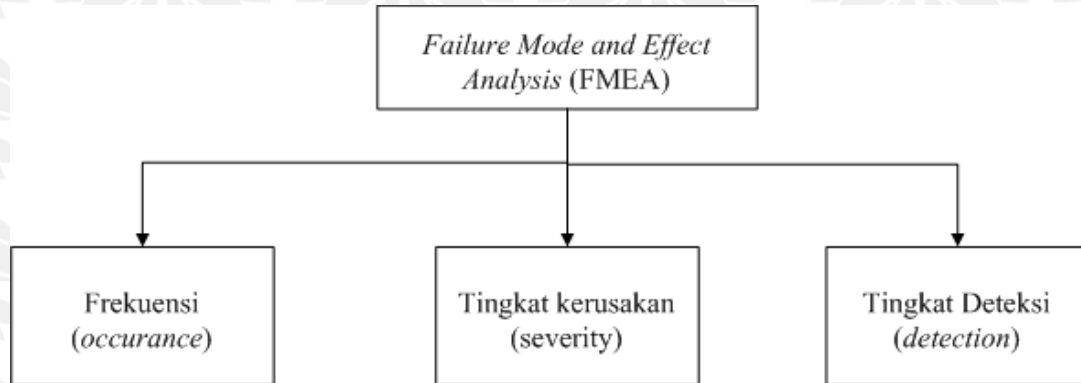 Failure Mode and Effect
Analysis (FMEA)
Frekuensi
(occurance)
Tingkat kerusakan
(severity)
Tingkat Deteksi
(detection)